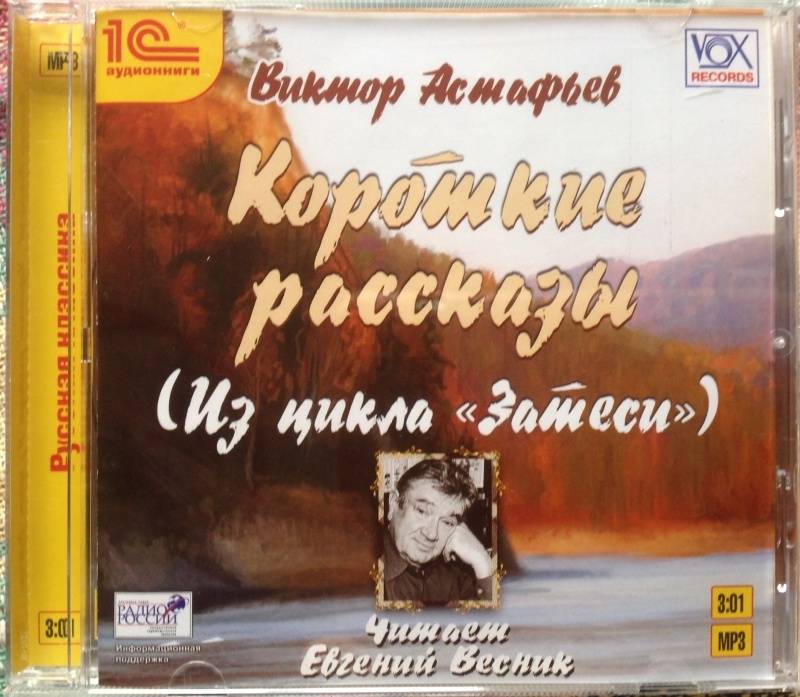 MP3
Русская классика
3:01
1С
аудиокниги
VOX
RECORDS
Виктор Астафьев
Короткие
рассказы
(Из цикла «Затеси»)
РАДИО
РОССИИ
Информационная
поддержка
Читает
Евгений Весник
3:01
MP3